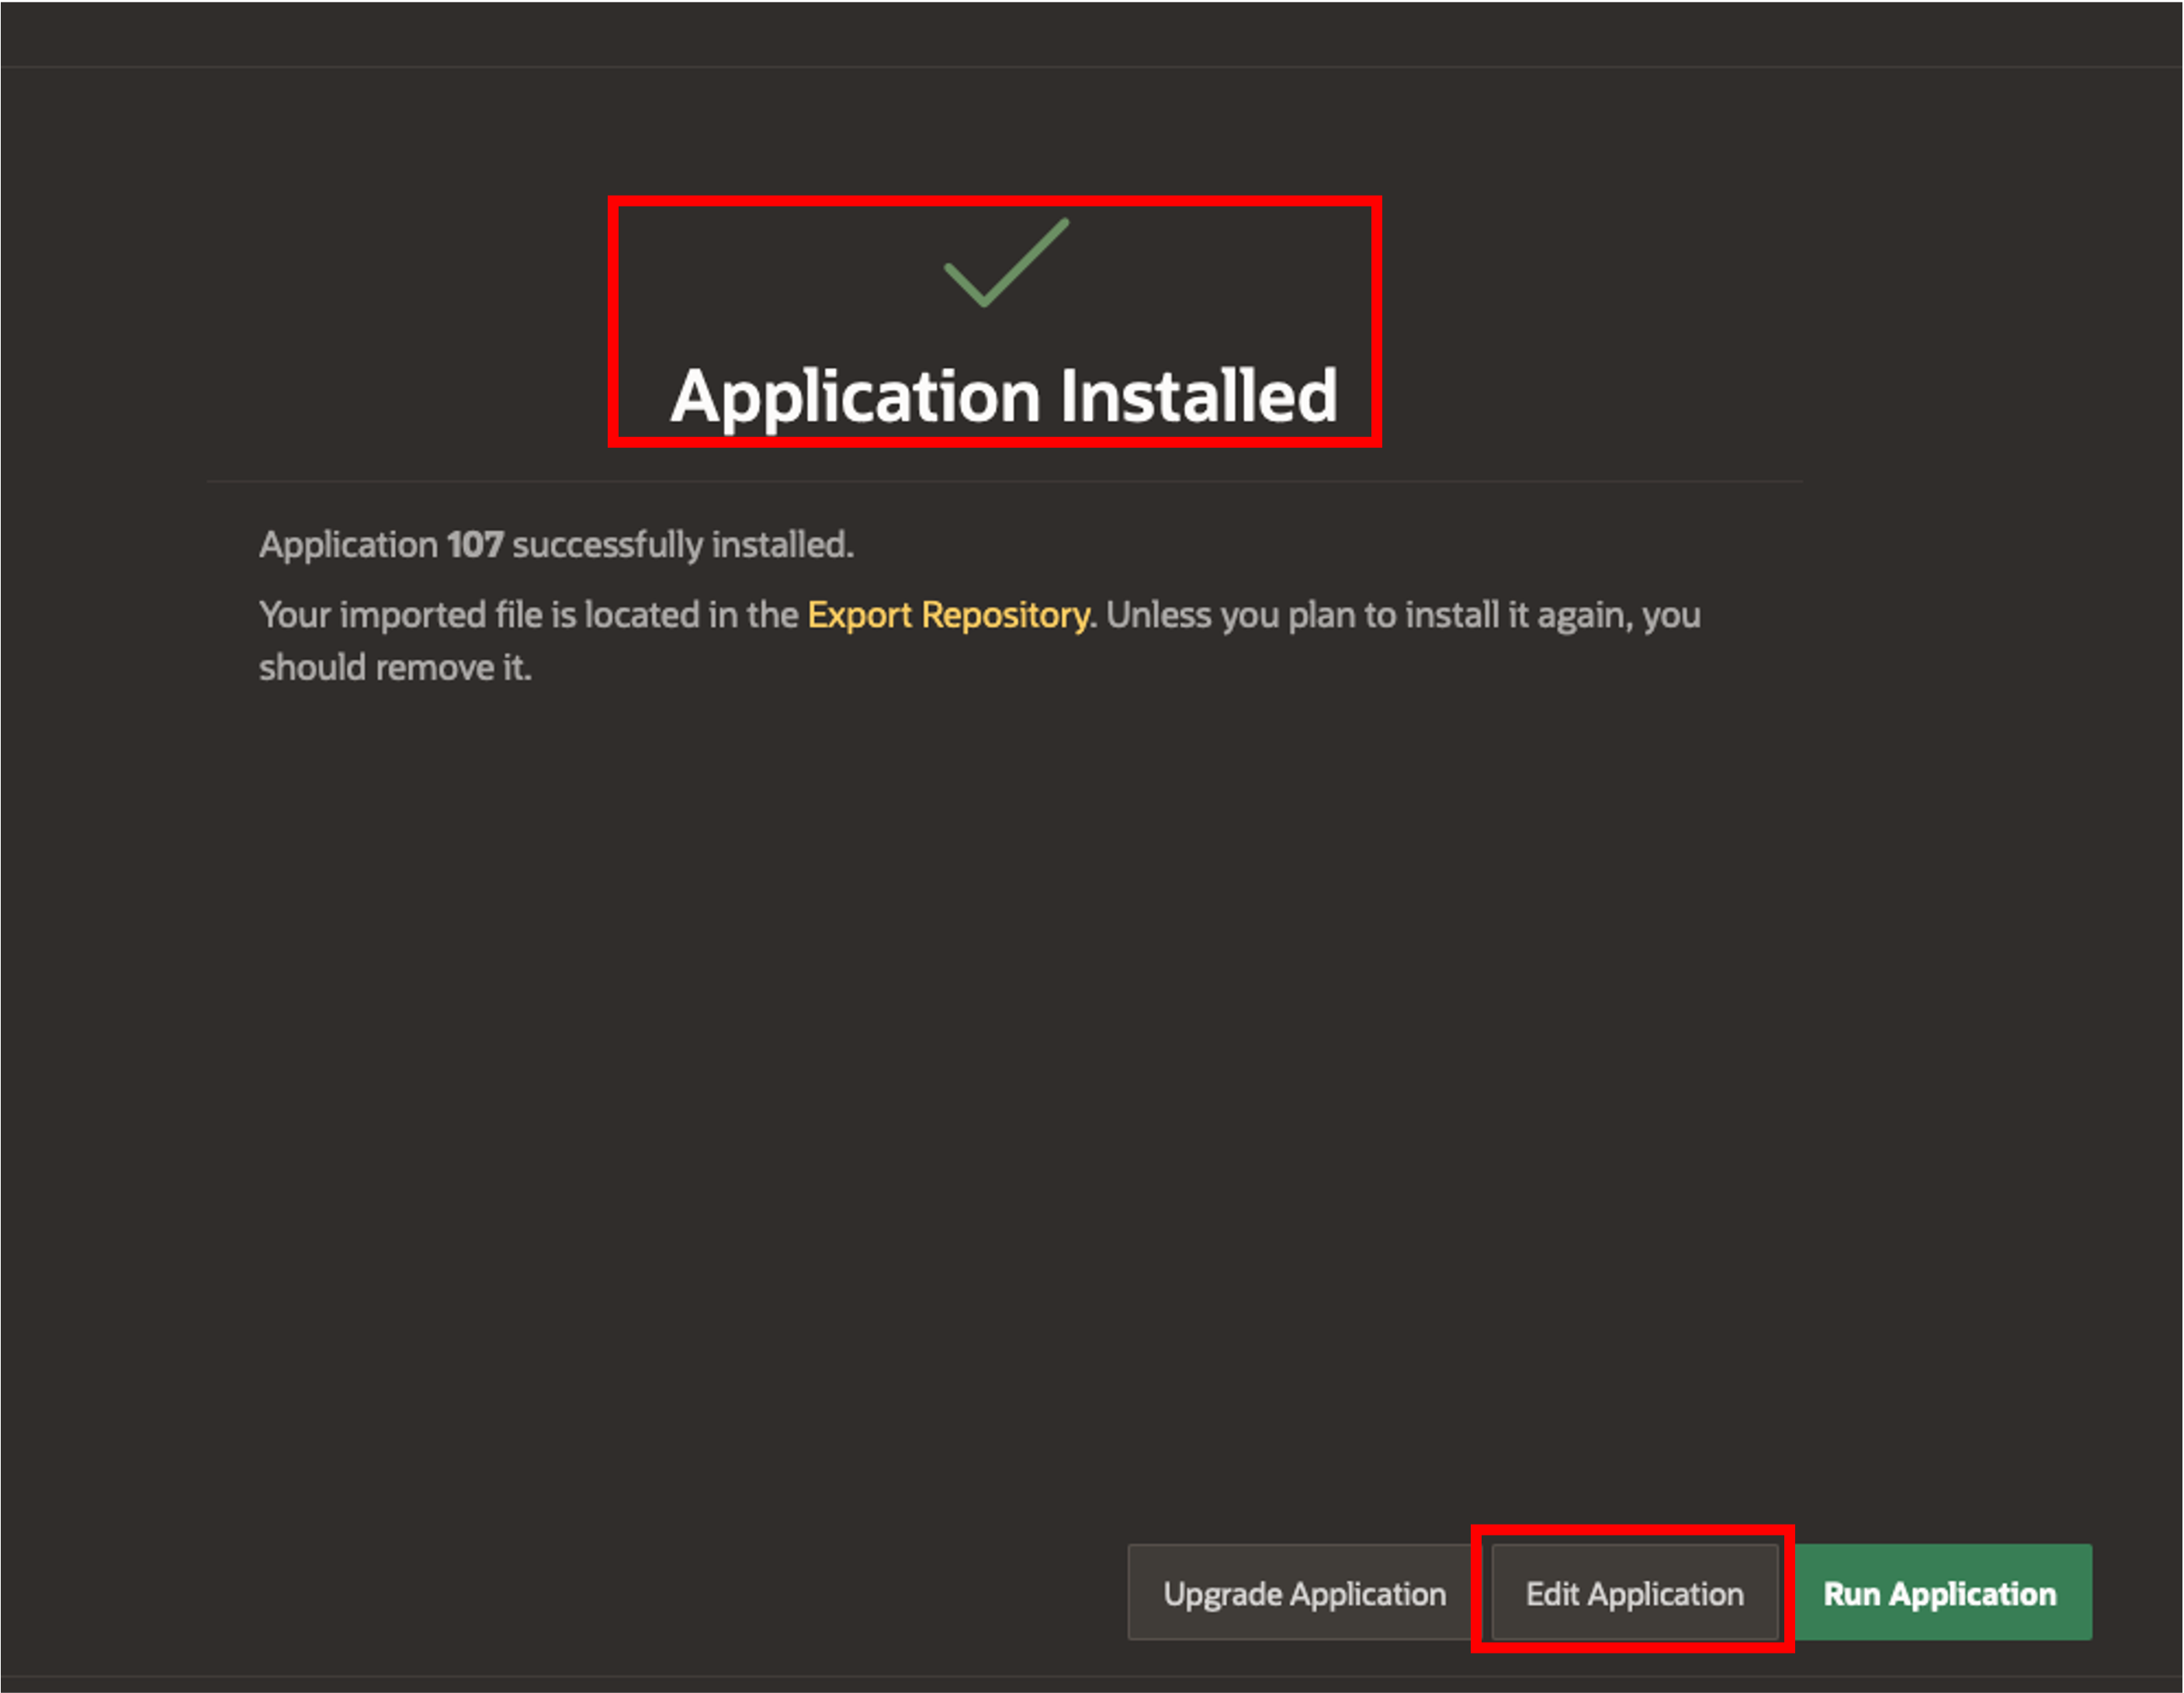 Application Installed
Application 107 successfully installed.
Your imported file is located in the Export Repository. Unless you plan to install it again, you
should remove it.
Upgrade Application
Edit Application
Run Application